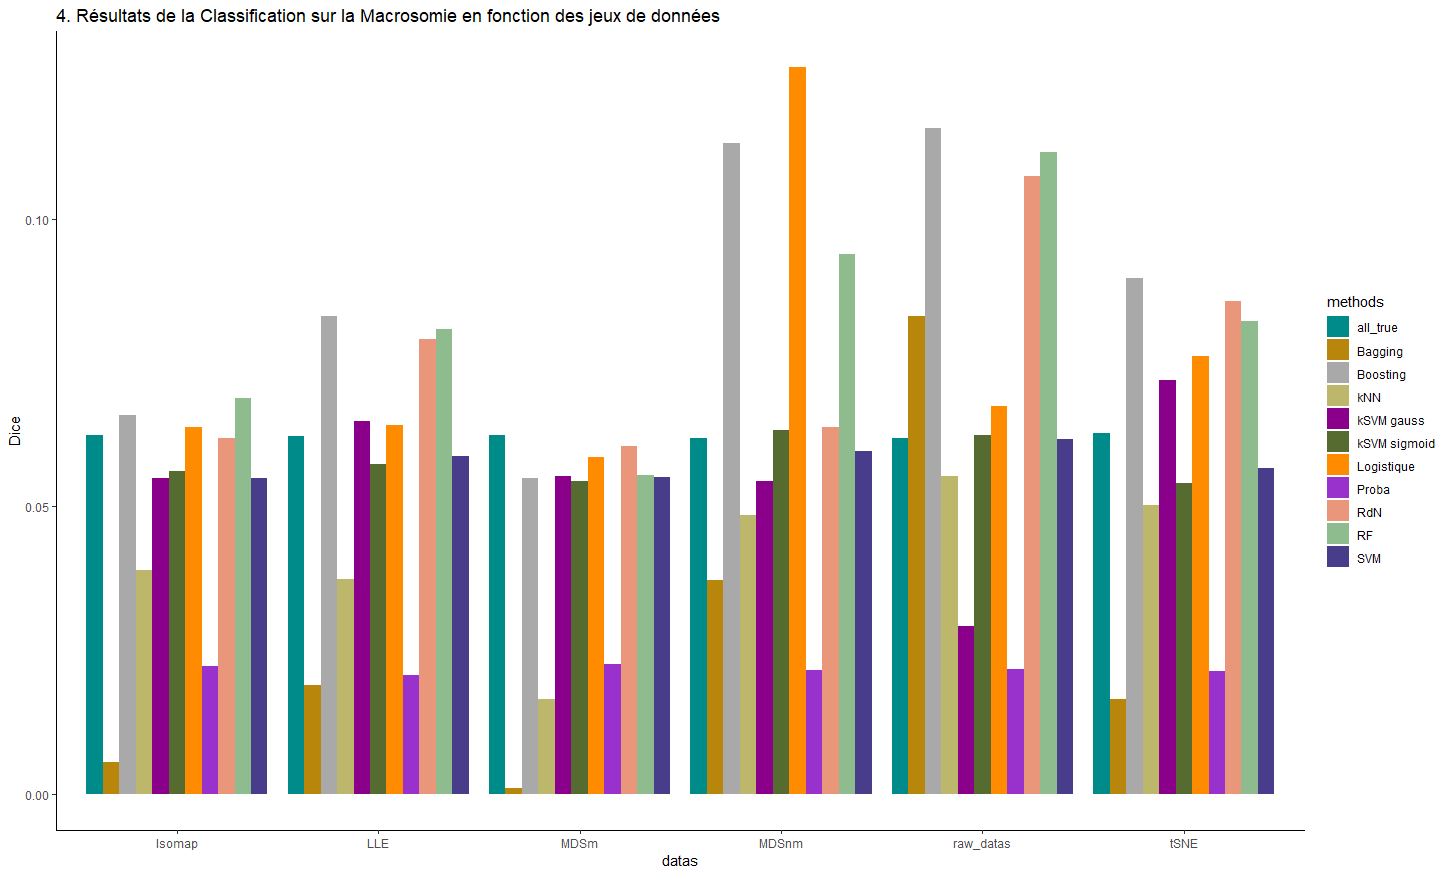 4. Résultats de la Classification sur la Macrosomie en fonction des jeux de données
Dice
0.10
0.05
0.00
Isomap
LLE
MDSm
MDSnm
raw_datas
tSNE
datas
methods
all_true
Bagging
Boosting
kNN
kSVM gauss
kSVM sigmoid
Logistique
Proba
RdN
RF
SVM